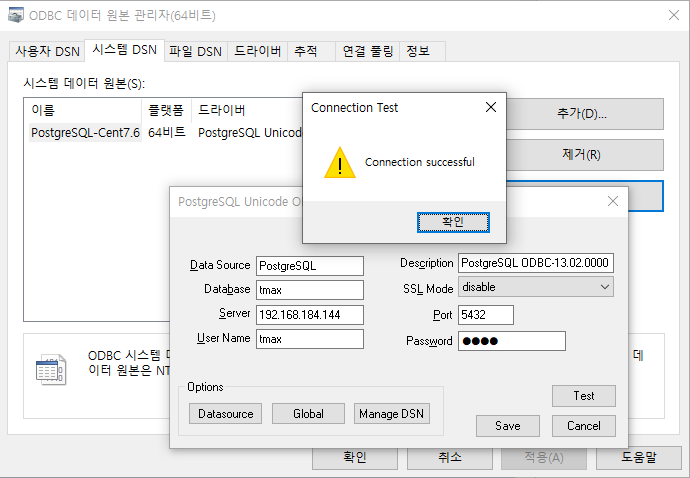 ODBC 데이터 원본 관리자(64비트)
사용자 DSN 시스템 DSN 파일 DSN 드라이버 추적 연결 풀링 정보
시스템 데이터 원본(S):
이름 플랫폼 드라이버
PostgreSQL-Cent7.6 64비트 PostgreSQL Unicode
추가(D)...
제거(R)
Connection Test
Connection successful
확인
PostgreSQL Unicode O
Data Source PostgreSQL
Description PostgreSQL ODBC-13.02.0000
Database tmax
SSL Mode disable
Server 192.168.184.144
Port 5432
User Name tmax
Password ●●●●
Options
Datasource Global Manage DSN
Test
Save Cancel
ODBC 시스템 데
이터 원본은 NT
데
확인 취소 적용(A) 도움말